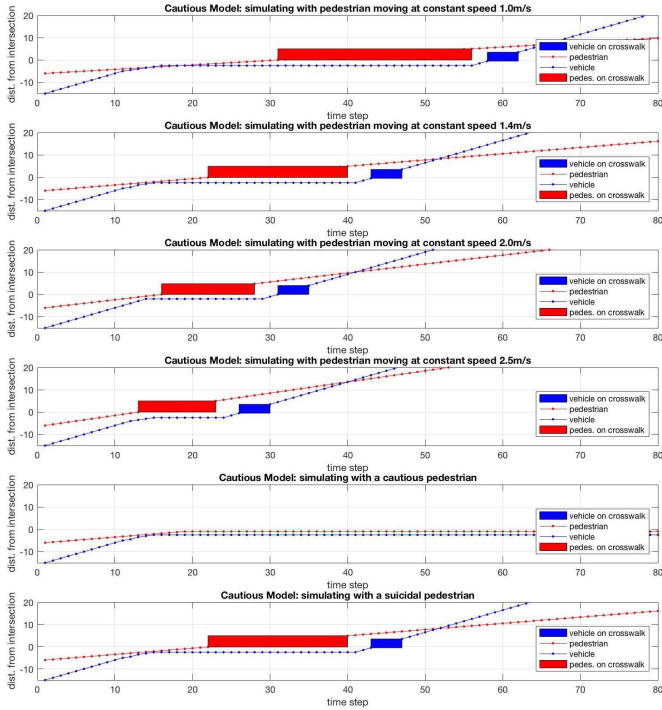 Cautious Model: simulating with pedestrian moving at constant speed 1.0m/s
dist. from intersection
20
10
0
-10
0 10 20 30 40 50 60 70 80
time step
vehicle on crosswalk
pedestrian
vehicle
pedes. on crosswalk
Cautious Model: simulating with pedestrian moving at constant speed 1.4m/s
dist. from intersection
20
10
0
-10
0 10 20 30 40 50 60 70 80
time step
vehicle on crosswalk
pedestrian
vehicle
pedes. on crosswalk
Cautious Model: simulating with pedestrian moving at constant speed 2.0m/s
dist. from intersection
20
10
0
-10
0 10 20 30 40 50 60 70 80
time step
vehicle on crosswalk
pedestrian
vehicle
pedes. on crosswalk
Cautious Model: simulating with pedestrian moving at constant speed 2.5m/s
dist. from intersection
20
10
0
-10
0 10 20 30 40 50 60 70 80
time step
vehicle on crosswalk
pedestrian
vehicle
pedes. on crosswalk
Cautious Model: simulating with a cautious pedestrian
dist. from intersection
20
10
0
-10
0 10 20 30 40 50 60 70 80
time step
vehicle on crosswalk
pedestrian
vehicle
pedes. on crosswalk
Cautious Model: simulating with a suicidal pedestrian
dist. from intersection
20
10
0
-10
0 10 20 30 40 50 60 70 80
time step
vehicle on crosswalk
pedestrian
vehicle
pedes. on crosswalk